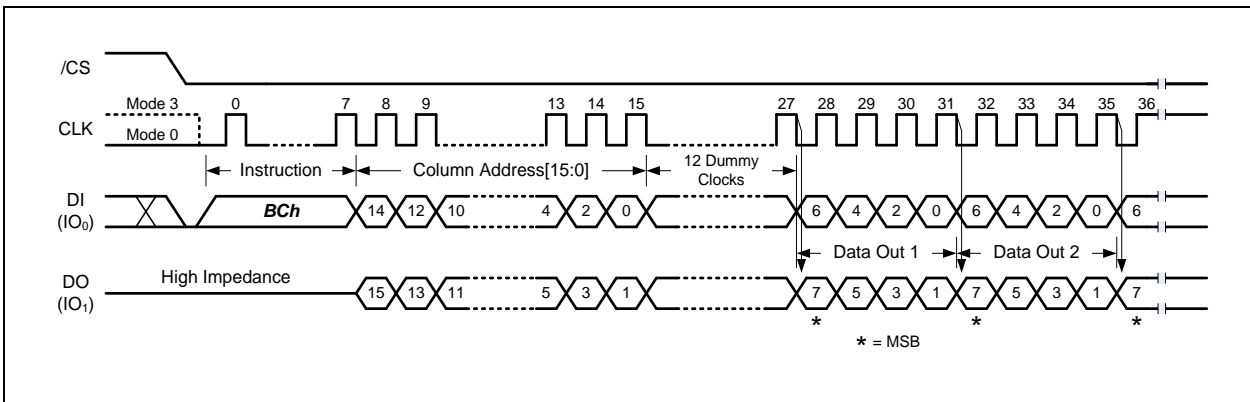 /CS
Mode 3 0 7 8 9 13 14 15 27 28 29 30 31 32 33 34 35 36
CLK Mode 0
Instruction Column Address[15:0] 12 Dummy
Clocks
DI
(IO0) BCh 14 12 10 4 2 0 6 4 2 0 6 4 2 0 6
Data Out 1 Data Out 2
High Impedance
DO
(IO1) 15 13 11 5 3 1 7 5 3 1 7 5 3 1 7
* * *
* = MSB